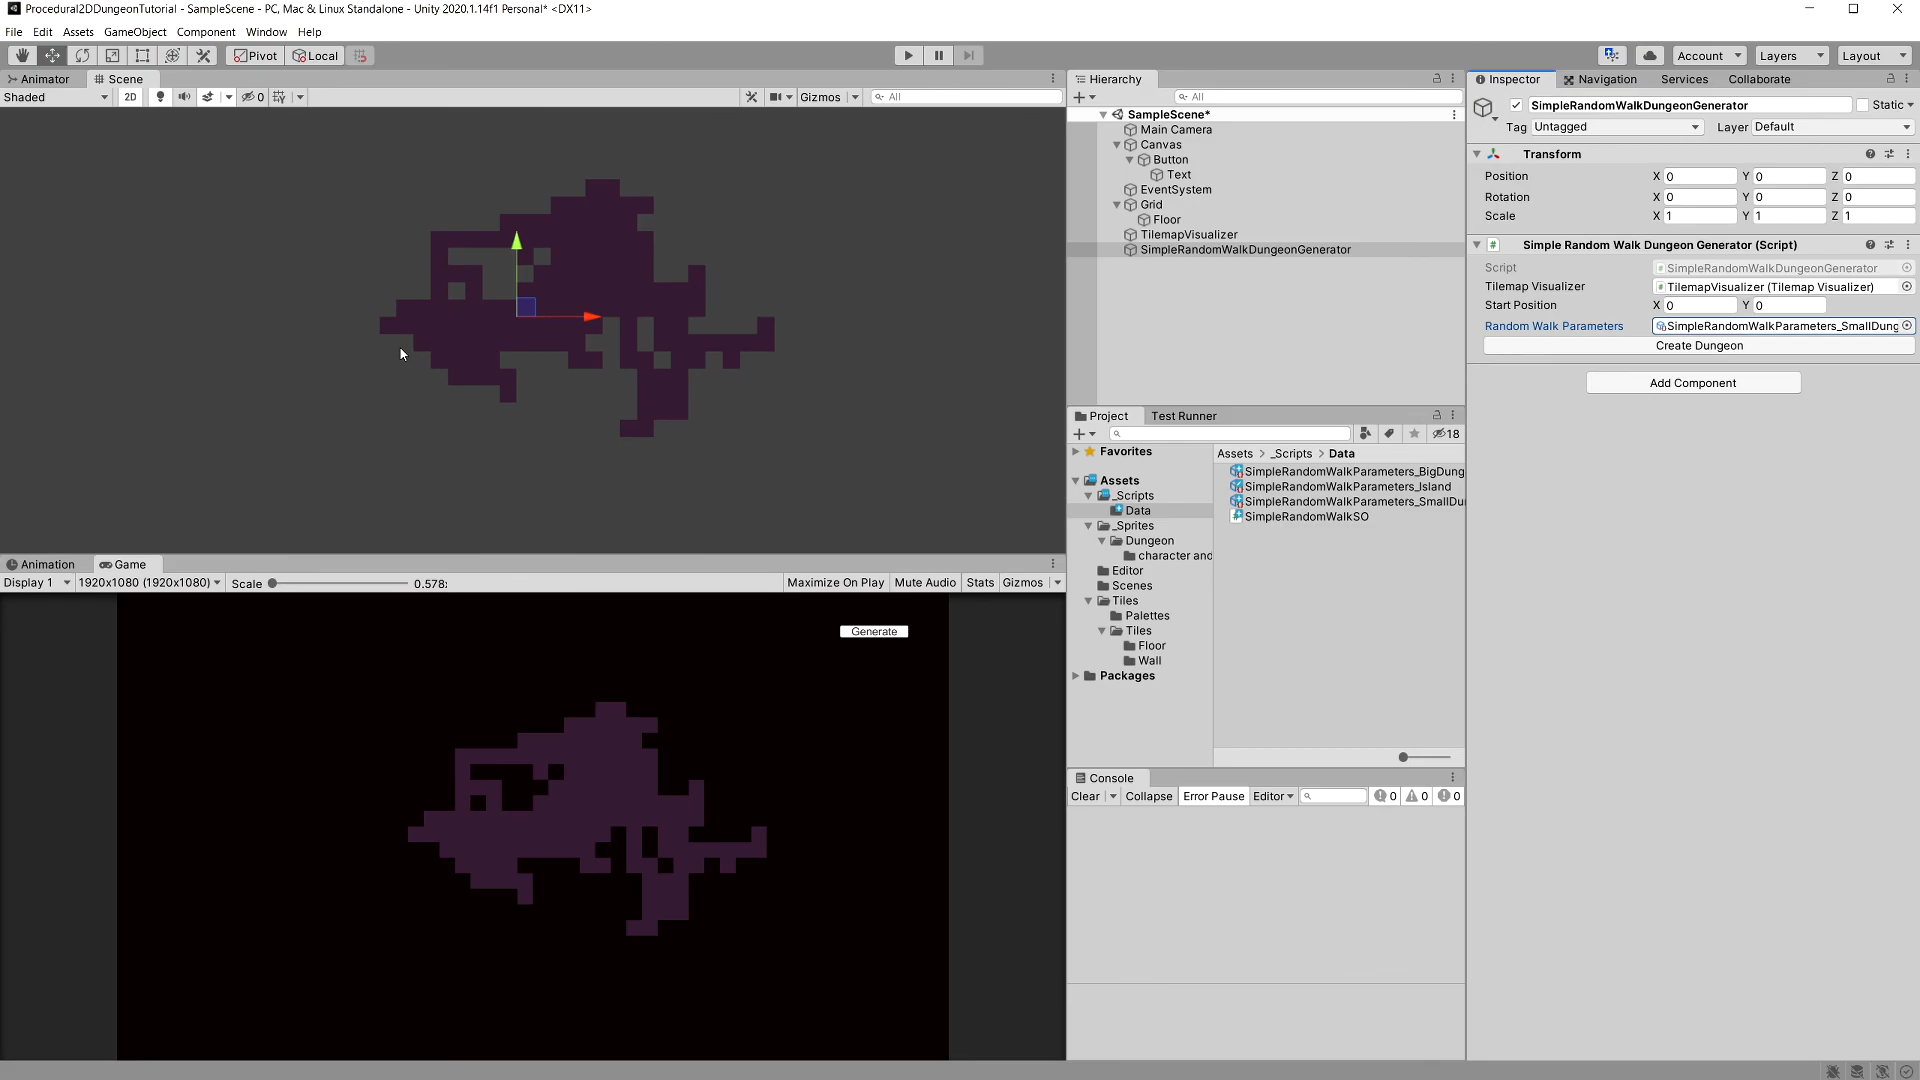 Procedural2DDungeonTutorial - SampleScene - PC, Mac & Linux Standalone - Unity 2020.1.14f1 Personal* <DX11>
File Edit Assets GameObject Component Window Help
Pivot Local Account Layers Layout
Animator Scene
Shaded 2D 0 Gizmos All
Hierarchy
All
SampleScene*
Main Camera
Canvas
Button
Text
EventSystem
Grid
Floor
TilemapVisualizer
SimpleRandomWalkDungeonGenerator
Inspector Navigation Services Collaborate
SimpleRandomWalkDungeonGenerator Static
Tag Untagged Layer Default
Transform
Position X 0 Y 0 Z 0
Rotation X 0 Y 0 Z 0
Scale X 1 Y 1 Z 1
Simple Random Walk Dungeon Generator (Script)
Script SimpleRandomWalkDungeonGenerator
Tilemap Visualizer TilemapVisualizer (Tilemap Visualizer)
Start Position X 0 Y 0
Random Walk Parameters SimpleRandomWalkParameters_SmallDung
Create Dungeon
Add Component
Project Test Runner
18
Favorites
Assets
_Scripts
Data
_Sprites
Dungeon
character and
Editor
Scenes
Tiles
Palettes
Tiles
Floor
Wall
Packages
Assets > _Scripts > Data
SimpleRandomWalkParameters_BigDung
SimpleRandomWalkParameters_Island
SimpleRandomWalkParameters_SmallDu
SimpleRandomWalkSO
Animation Game
Display 1 1920x1080 (1920x1080) Scale 0.578: Maximize On Play Mute Audio Stats Gizmos
Generate
Console
Clear Collapse Error Pause Editor 0 0 0